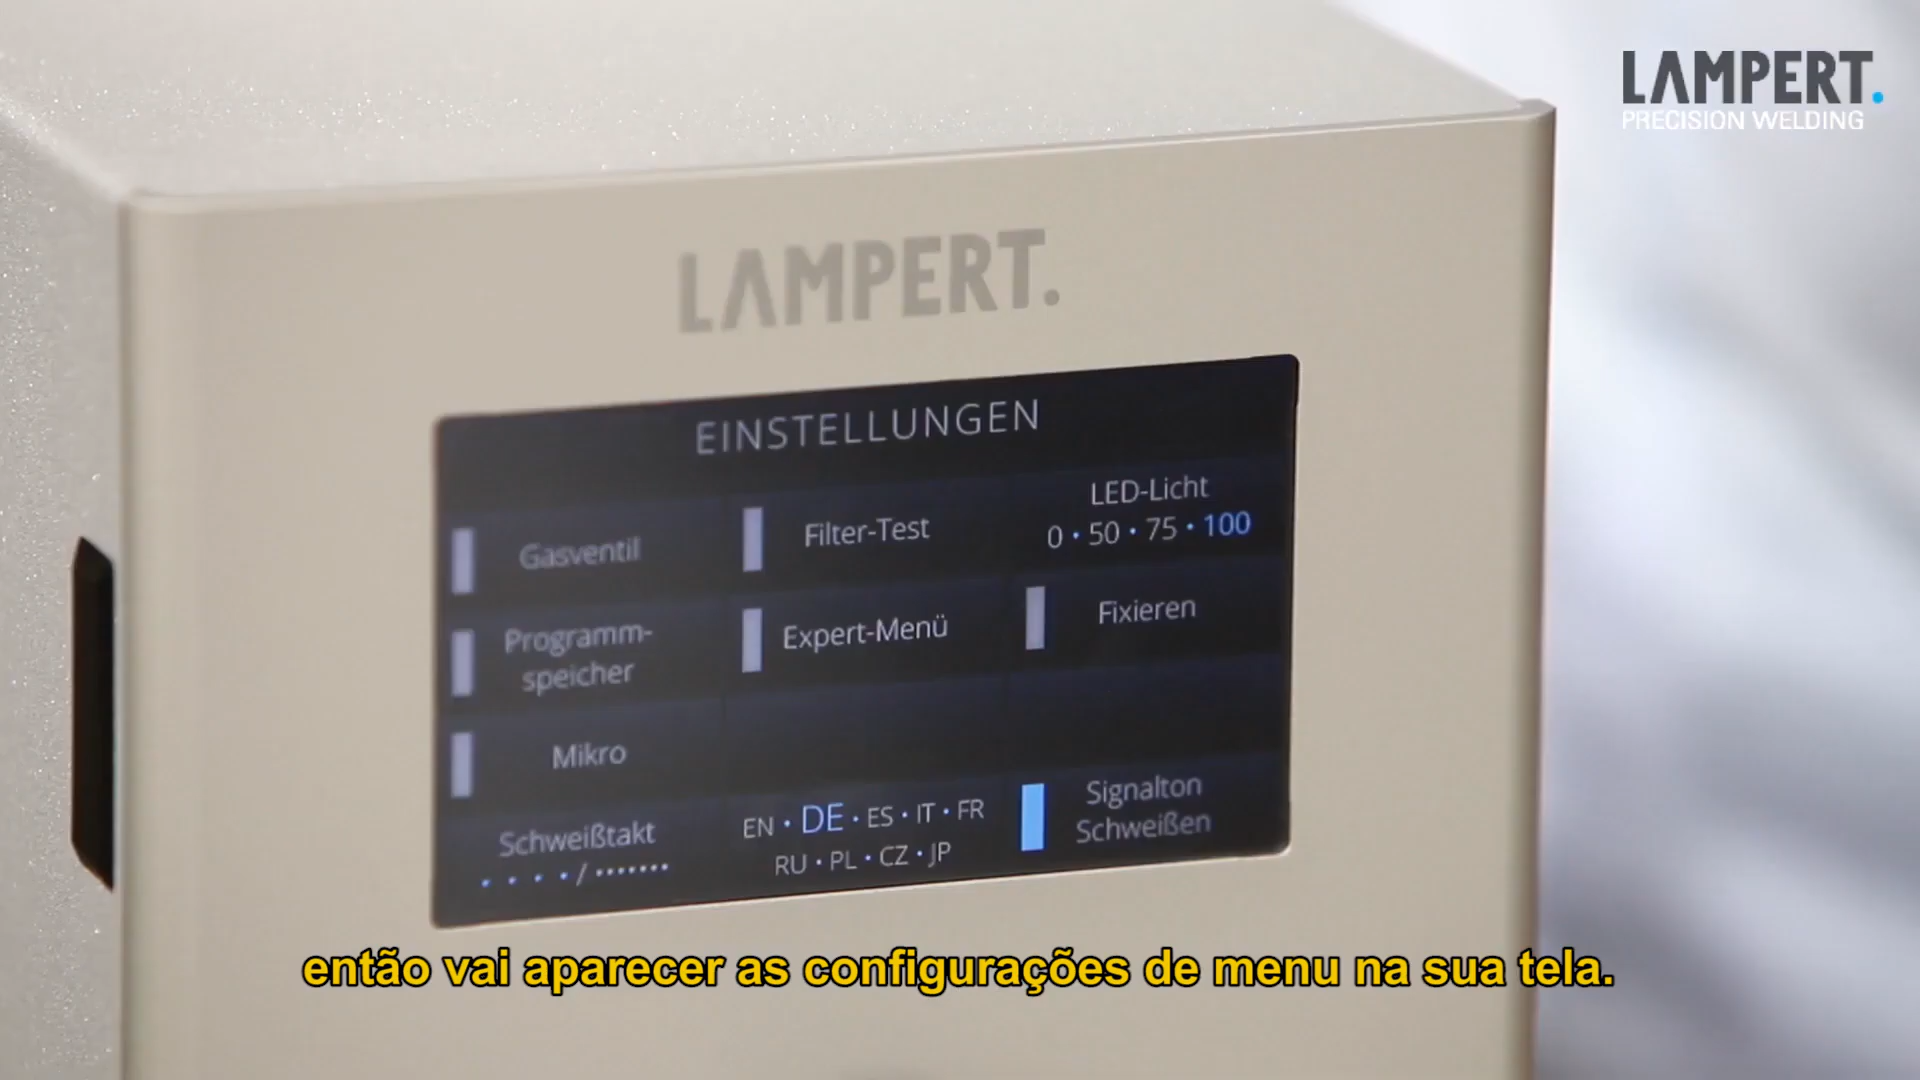 LAMPERT.
PRECISION WELDING
LAMPERT.
EINSTELLUNGEN
Gasventil
Filter-Test
LED-Licht
0 • 50 • 75 • 100
Programm-
speicher
Expert-Menü
Fixieren
Mikro
Schweißtakt
• • • • / •••••••
EN • DE • ES • IT • FR
RU • PL • CZ • JP
Signalton
Schweißen
então vai aparecer as configurações de menu na sua tela.